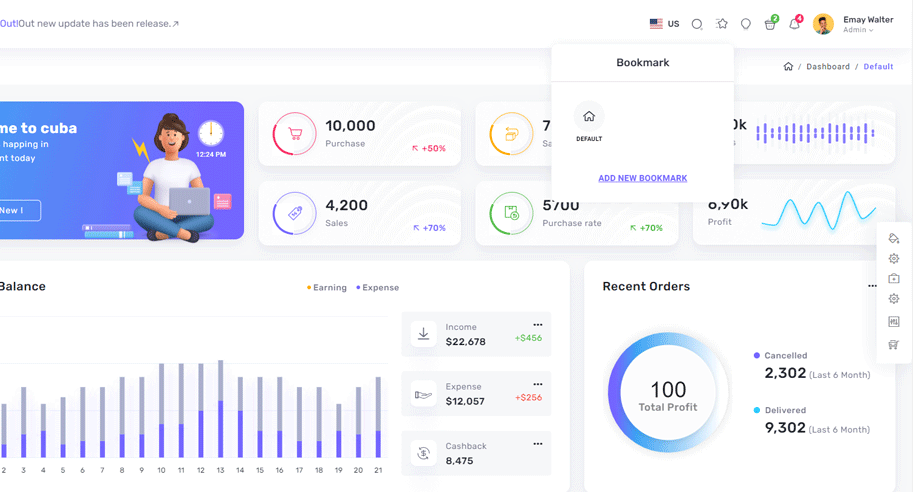 Out!Out new update has been release.
US
2
4
Emay Walter
Admin
Bookmark
DEFAULT
ADD NEW BOOKMARK
/ Dashboard / Default
me to cuba
happing in
nt today
New !
12:24 PM
10,000
Purchase
+50%
7
Sa
0k
s
4,200
Sales
+70%
5700
Purchase rate
+70%
6,90k
Profit
Balance
Earning
Expense
2 3 4 5 6 7 8 9 10 11 12 13 14 15 16 17 18 19 20 21
Income
$22,678
+$456
Expense
$12,057
+$256
Cashback
8,475
Recent Orders
100
Total Profit
Cancelled
2,302 (Last 6 Month)
Delivered
9,302 (Last 6 Month)